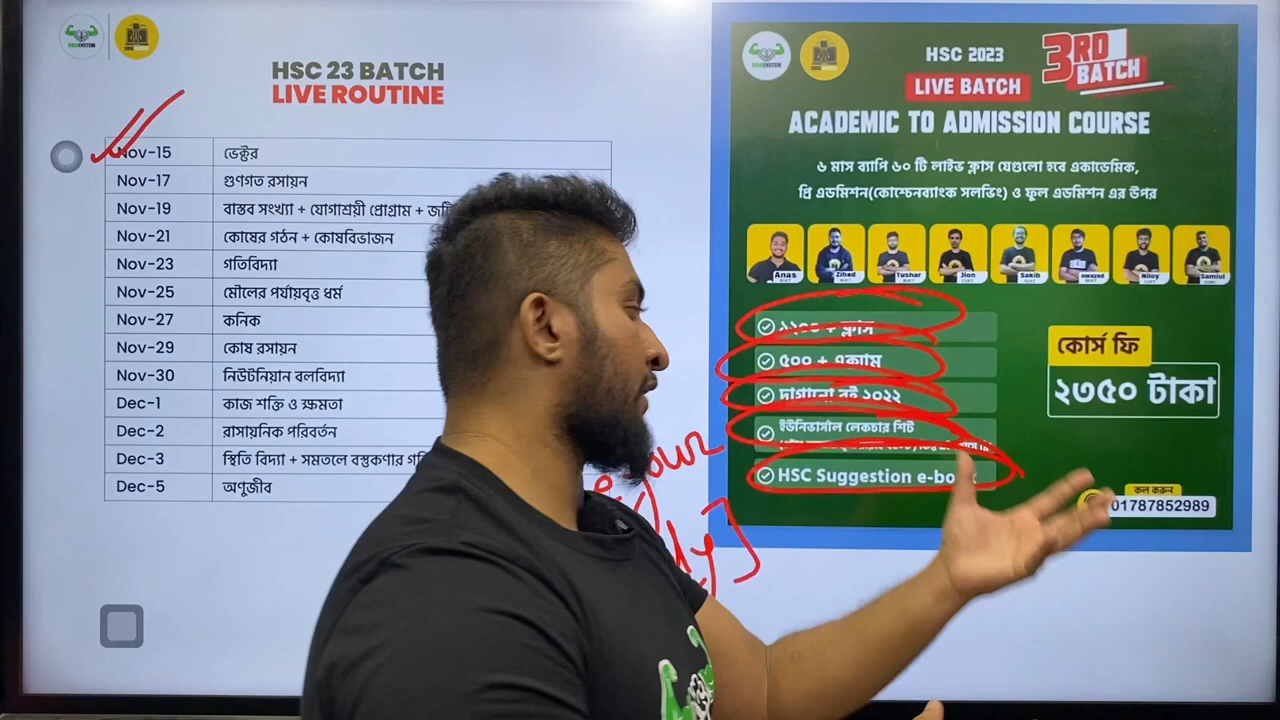 HSC 23 BATCH
LIVE ROUTINE
Nov-15 ভেক্টর
Nov-17 গুণগত রসায়ন
Nov-19 বাস্তব সংখ্যা + যোগাশ্রয়ী প্রোগ্রাম +
Nov-21 কোষের গঠন + কোষবিভাজন
Nov-23 গতিবিদ্যা
Nov-25 মৌলের পর্যায়বৃত্ত ধর্ম
Nov-27 কনিক
Nov-29 কোষ রসায়ন
Nov-30 নিউটনিয়ান বলবিদ্যা
Dec-1 কাজ শক্তি ও ক্ষমতা
Dec-2 রাসায়নিক পরিবর্তন
Dec-3 স্থিতি বিদ্যা + সমতলে বস্তুকণার
Dec-5 অণুজীব
HSC 2023
LIVE BATCH
3RD
BATCH
ACADEMIC TO ADMISSION COURSE
৬ মাস ব্যাপি ৬০ টি লাইভ ক্লাস যেগুলো হবে একাডেমিক,
প্রি এডমিশন(কোশ্চেনব্যাংক সলভিং) ও ফুল এডমিশন এর উপর
Anas
Zihad
Tushar
Jion
Sakib
Niloy
Samiul
১২০০ + ক্লাস
৫০০ + এক্সাম
দাগানো বই ১০২২
ইউনিভার্সাল লেকচার শিট
HSC Suggestion
কোর্স ফি
২৩৫০ টাকা
কল করুন
01787852989